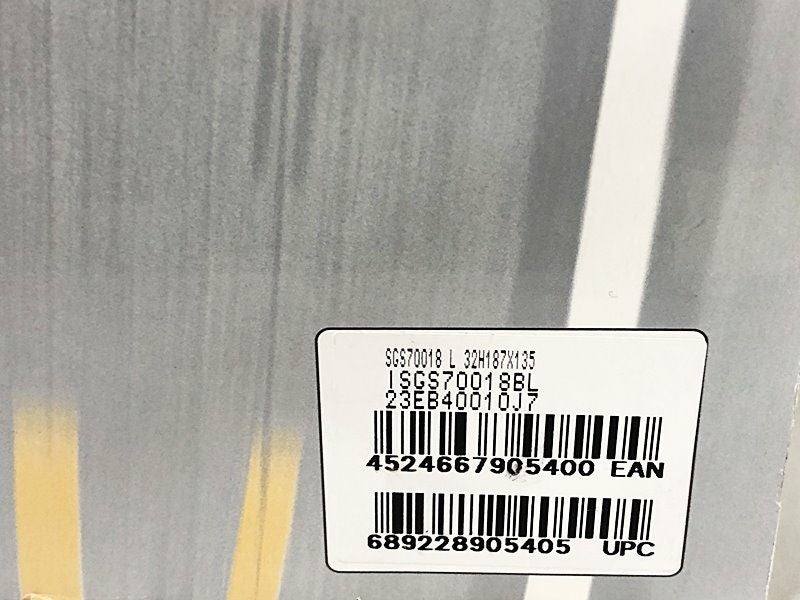 SGS70018 L 32H187X135
ISGS70018BL
23EB40010J7
4524667905400 EAN
689228905405 UPC